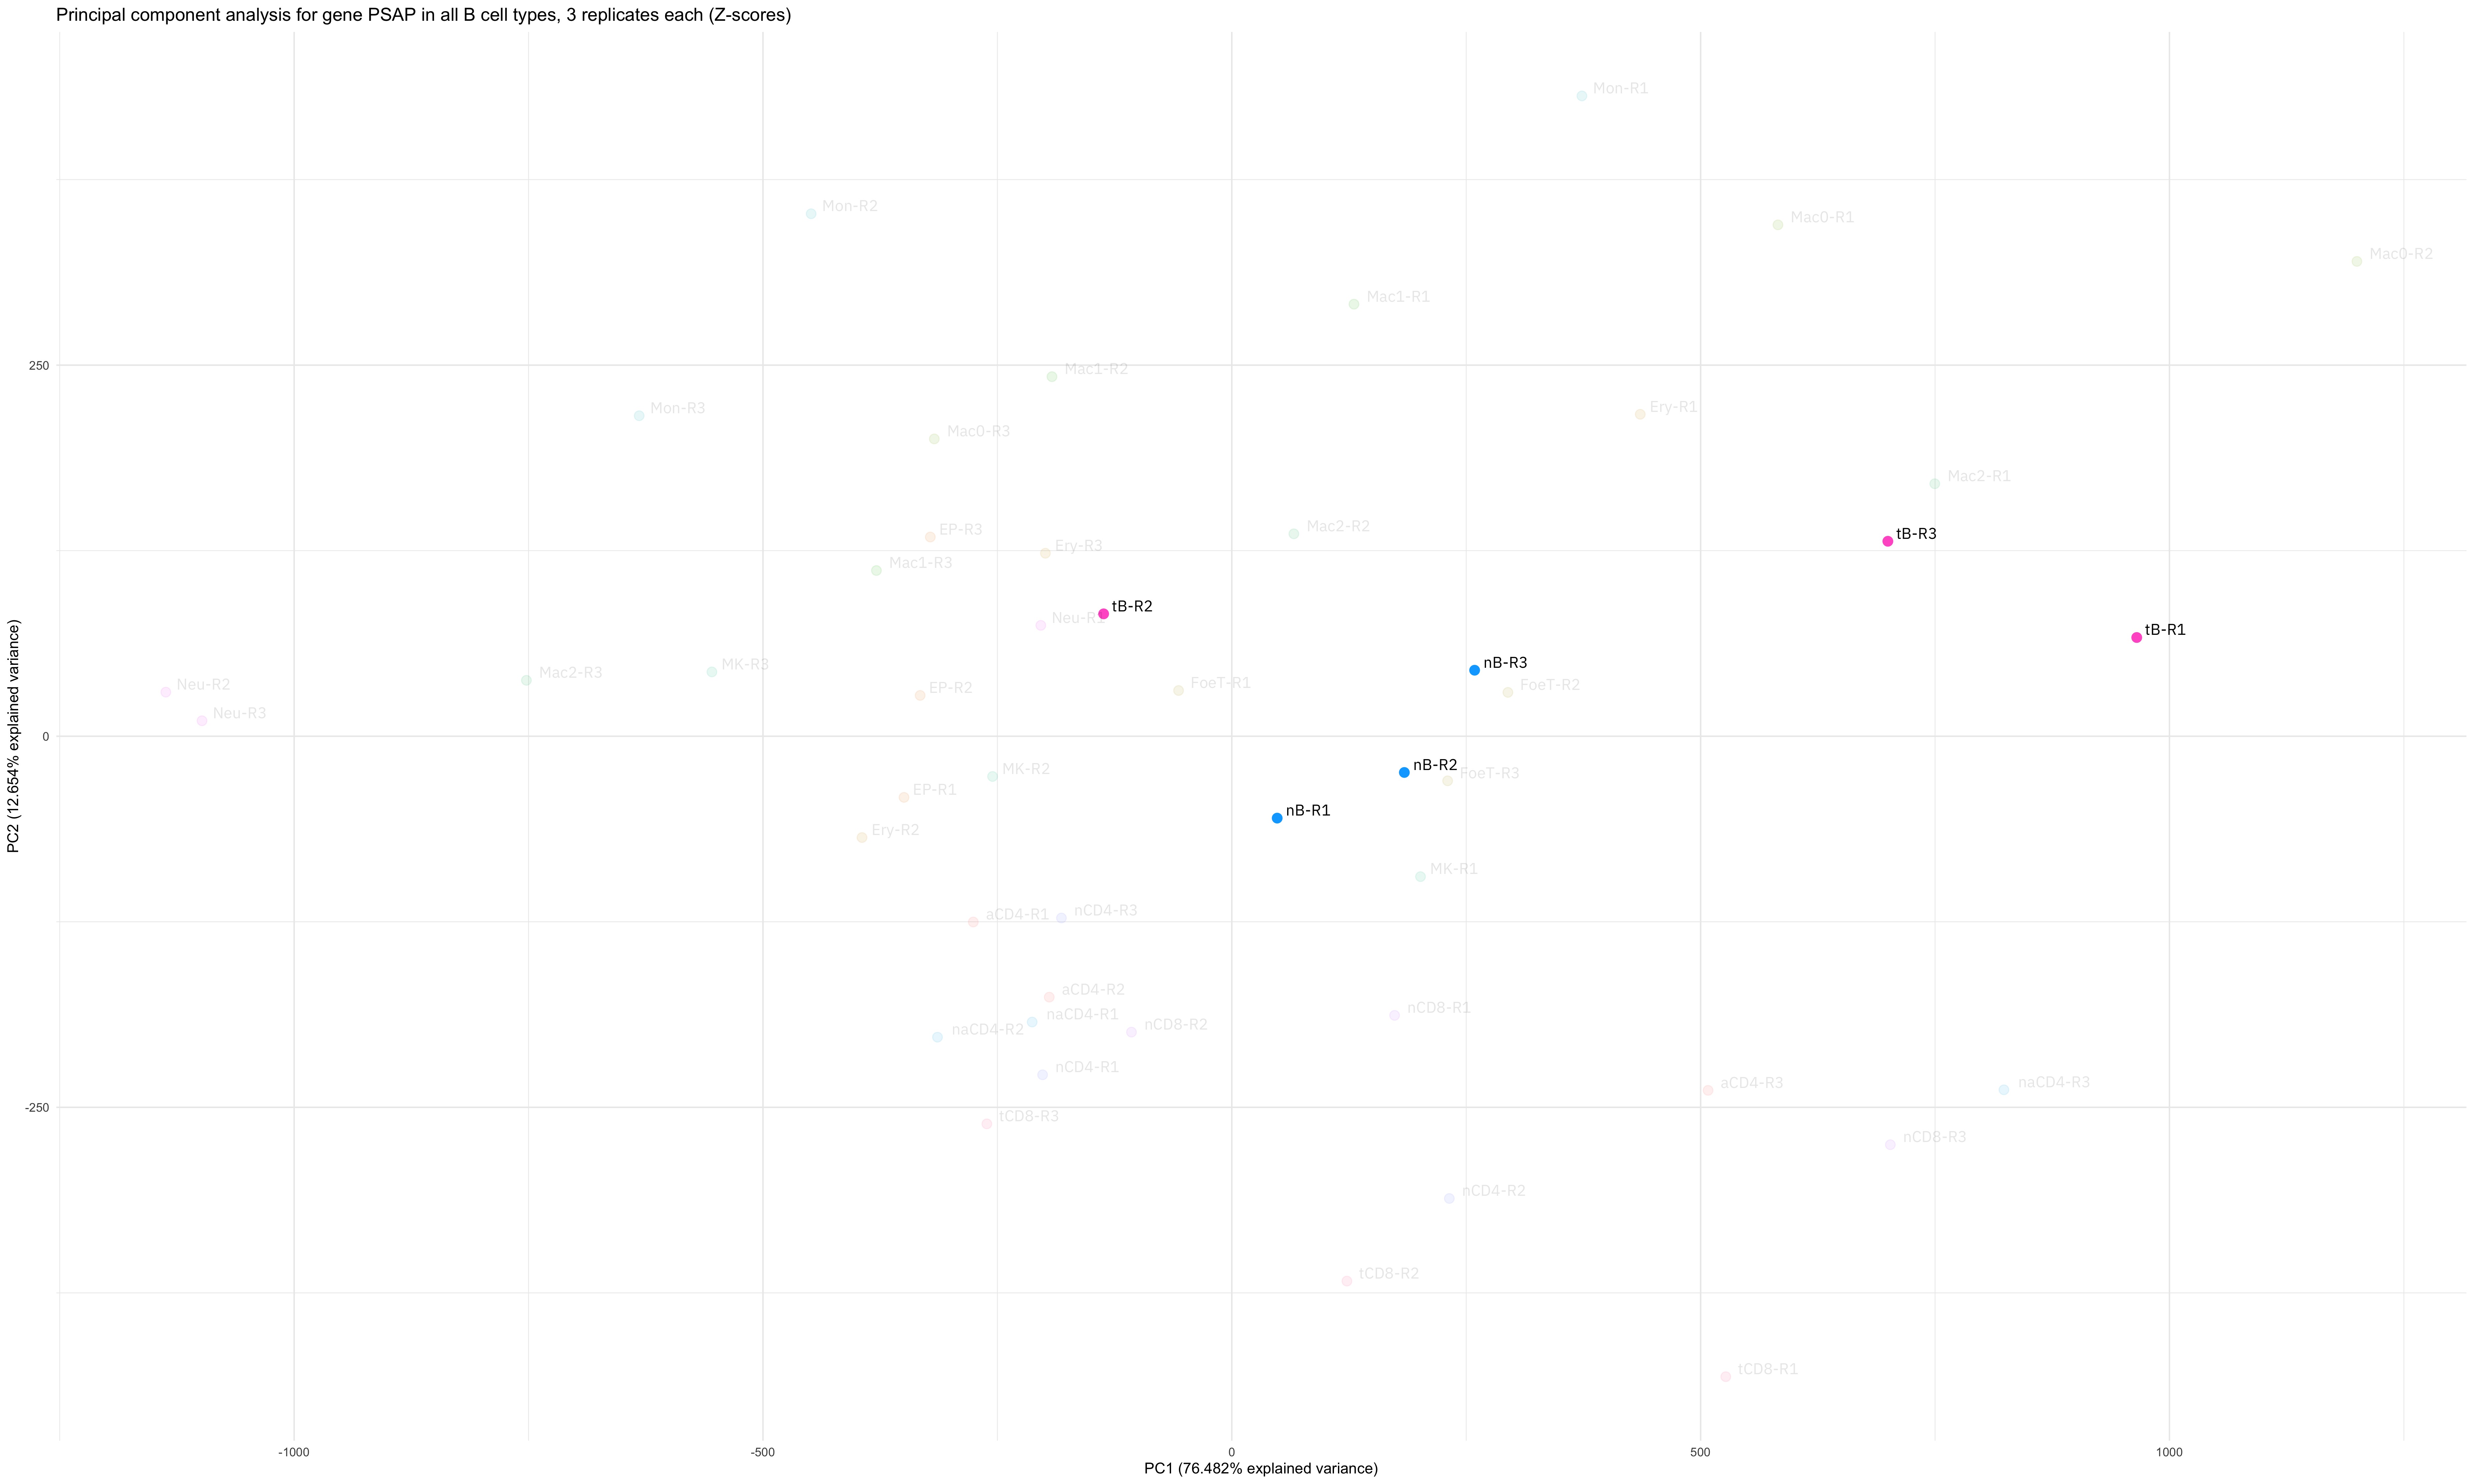 Principal component analysis for gene PSAP in all B cell types, 3 replicates each (Z-scores)
Mon-R1
Mon-R2
Mac0-R1
Mac0-R2
Mac1-R1
250
Mac1-R2
Mon-R3
Ery-R1
Mac0-R3
Mac2-R1
EP-R3
Mac2-R2
tB-R3
Ery-R3
Mac1-R3
tB-R2
Neu-R1
tB-R1
MK-R3
nB-R3
Mac2-R3
Neu-R2
EP-R2
FoeT-R1
FoeT-R2
Neu-R3
0
MK-R2
nB-R2
FoeT-R3
EP-R1
nB-R1
Ery-R2
MK-R1
aCD4-R1
nCD4-R3
aCD4-R2
nCD8-R1
naCD4-R1
naCD4-R2
nCD8-R2
nCD4-R1
aCD4-R3
naCD4-R3
-250
tCD8-R3
nCD8-R3
nCD4-R2
tCD8-R2
tCD8-R1
-1000
-500
0
500
1000
PC1 (76.482% explained variance)
PC2 (12.654% explained variance)